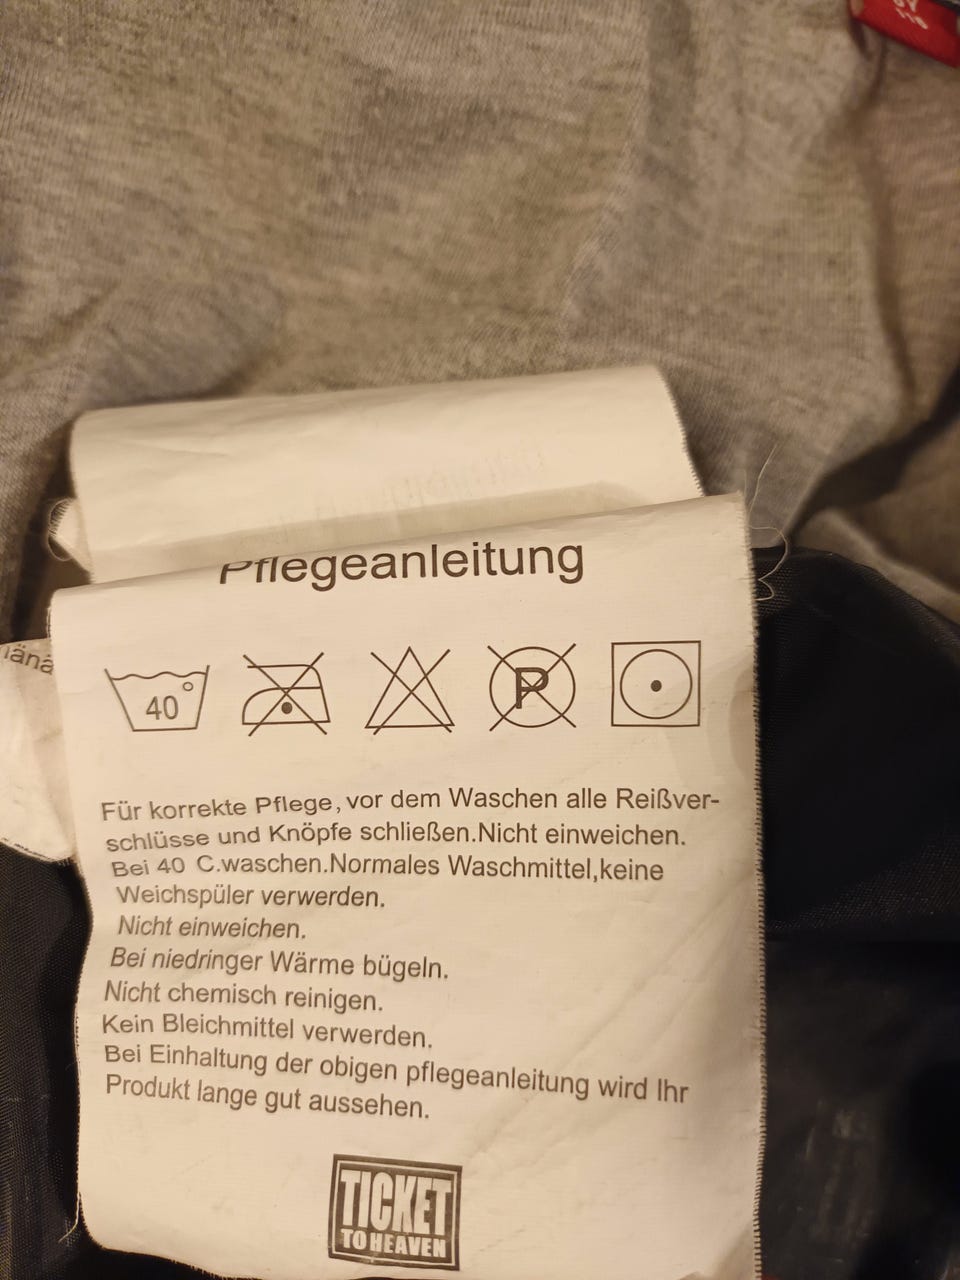 Pflegeanleitung
40°
P
Für korrekte Pflege, vor dem Waschen alle Reißver-
schlüsse und Knöpfe schließen.Nicht einweichen.
Bei 40 C.waschen.Normales Waschmittel,keine
Weichspüler verwerden.
Nicht einweichen.
Bei niedringer Wärme bügeln.
Nicht chemisch reinigen.
Kein Bleichmittel verwerden.
Bei Einhaltung der obigen pflegeanleitung wird Ihr
Produkt lange gut aussehen.
TICKET
TO HEAVEN